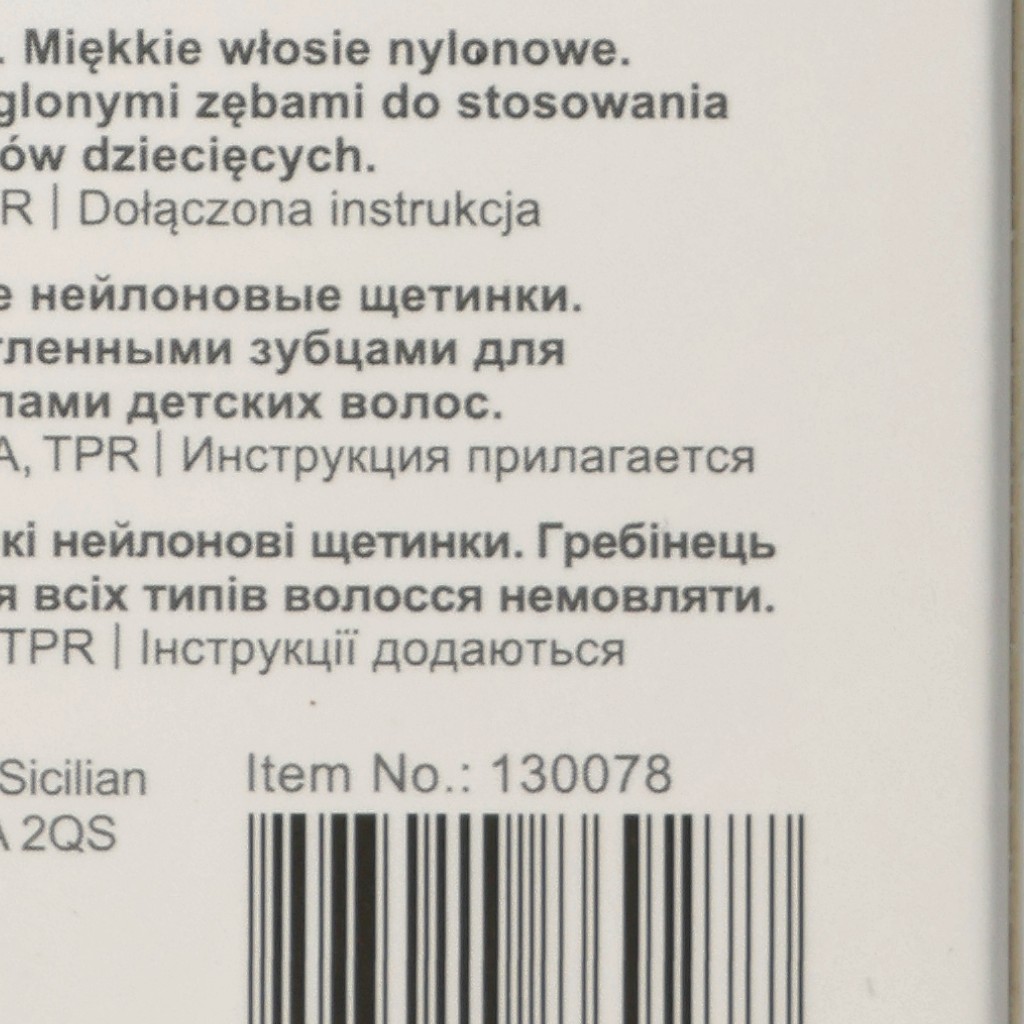 . Miękkie włosie nylonowe.
glonymi zębami do stosowania
ów dziecięcych.
R | Dołączona instrukcja
е нейлоновые щетинки.
гленными зубцами для
лами детских волос.
A, TPR | Инструкция прилагается
кі нейлонові щетинки. Гребінець
я всіх типів волосся немовляти.
TPR | Інструкції додаються
Sicilian
A 2QS
Item No.: 130078